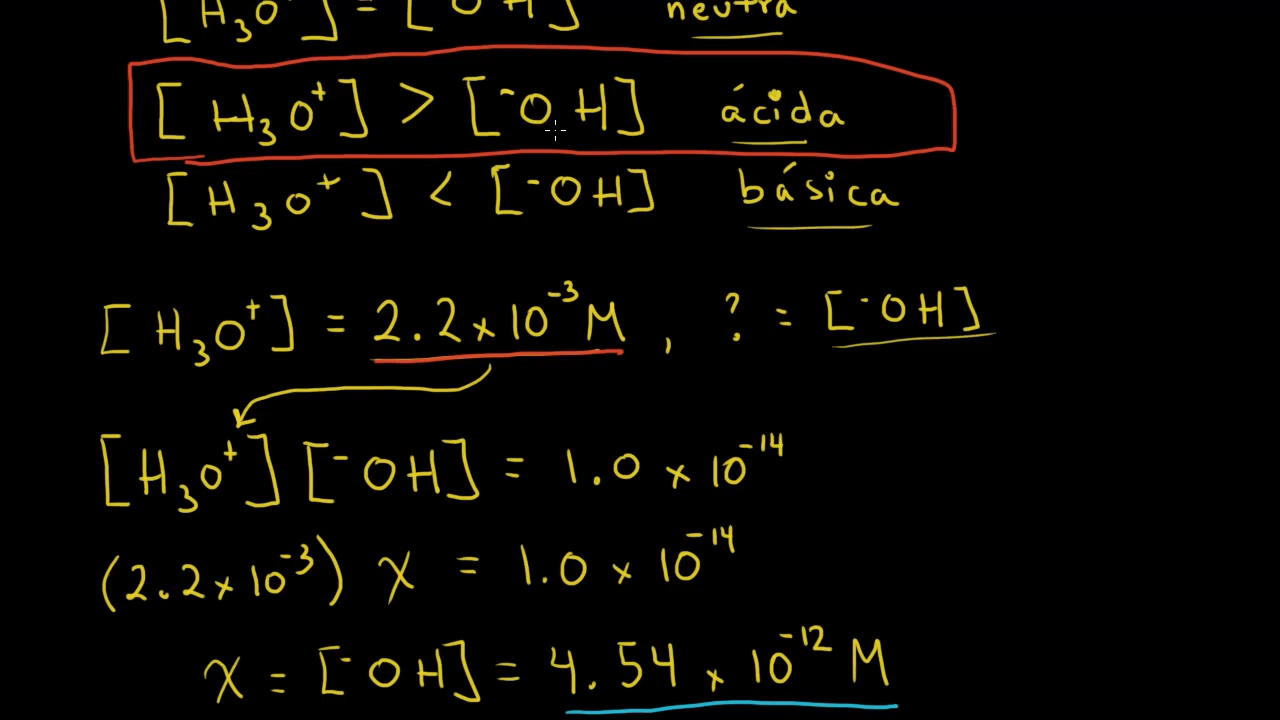 [H₃O⁺] = [⁻OH] neutra
[H₃O⁺] > [⁻OH] ácida
[H₃O⁺] < [⁻OH] básica
[H₃O⁺] = 2.2 x 10⁻³ M , ? = [⁻OH]
[H₃O⁺][⁻OH] = 1.0 x 10⁻¹⁴
(2.2 x 10⁻³) x = 1.0 x 10⁻¹⁴
x = [⁻OH] = 4.54 x 10⁻¹² M